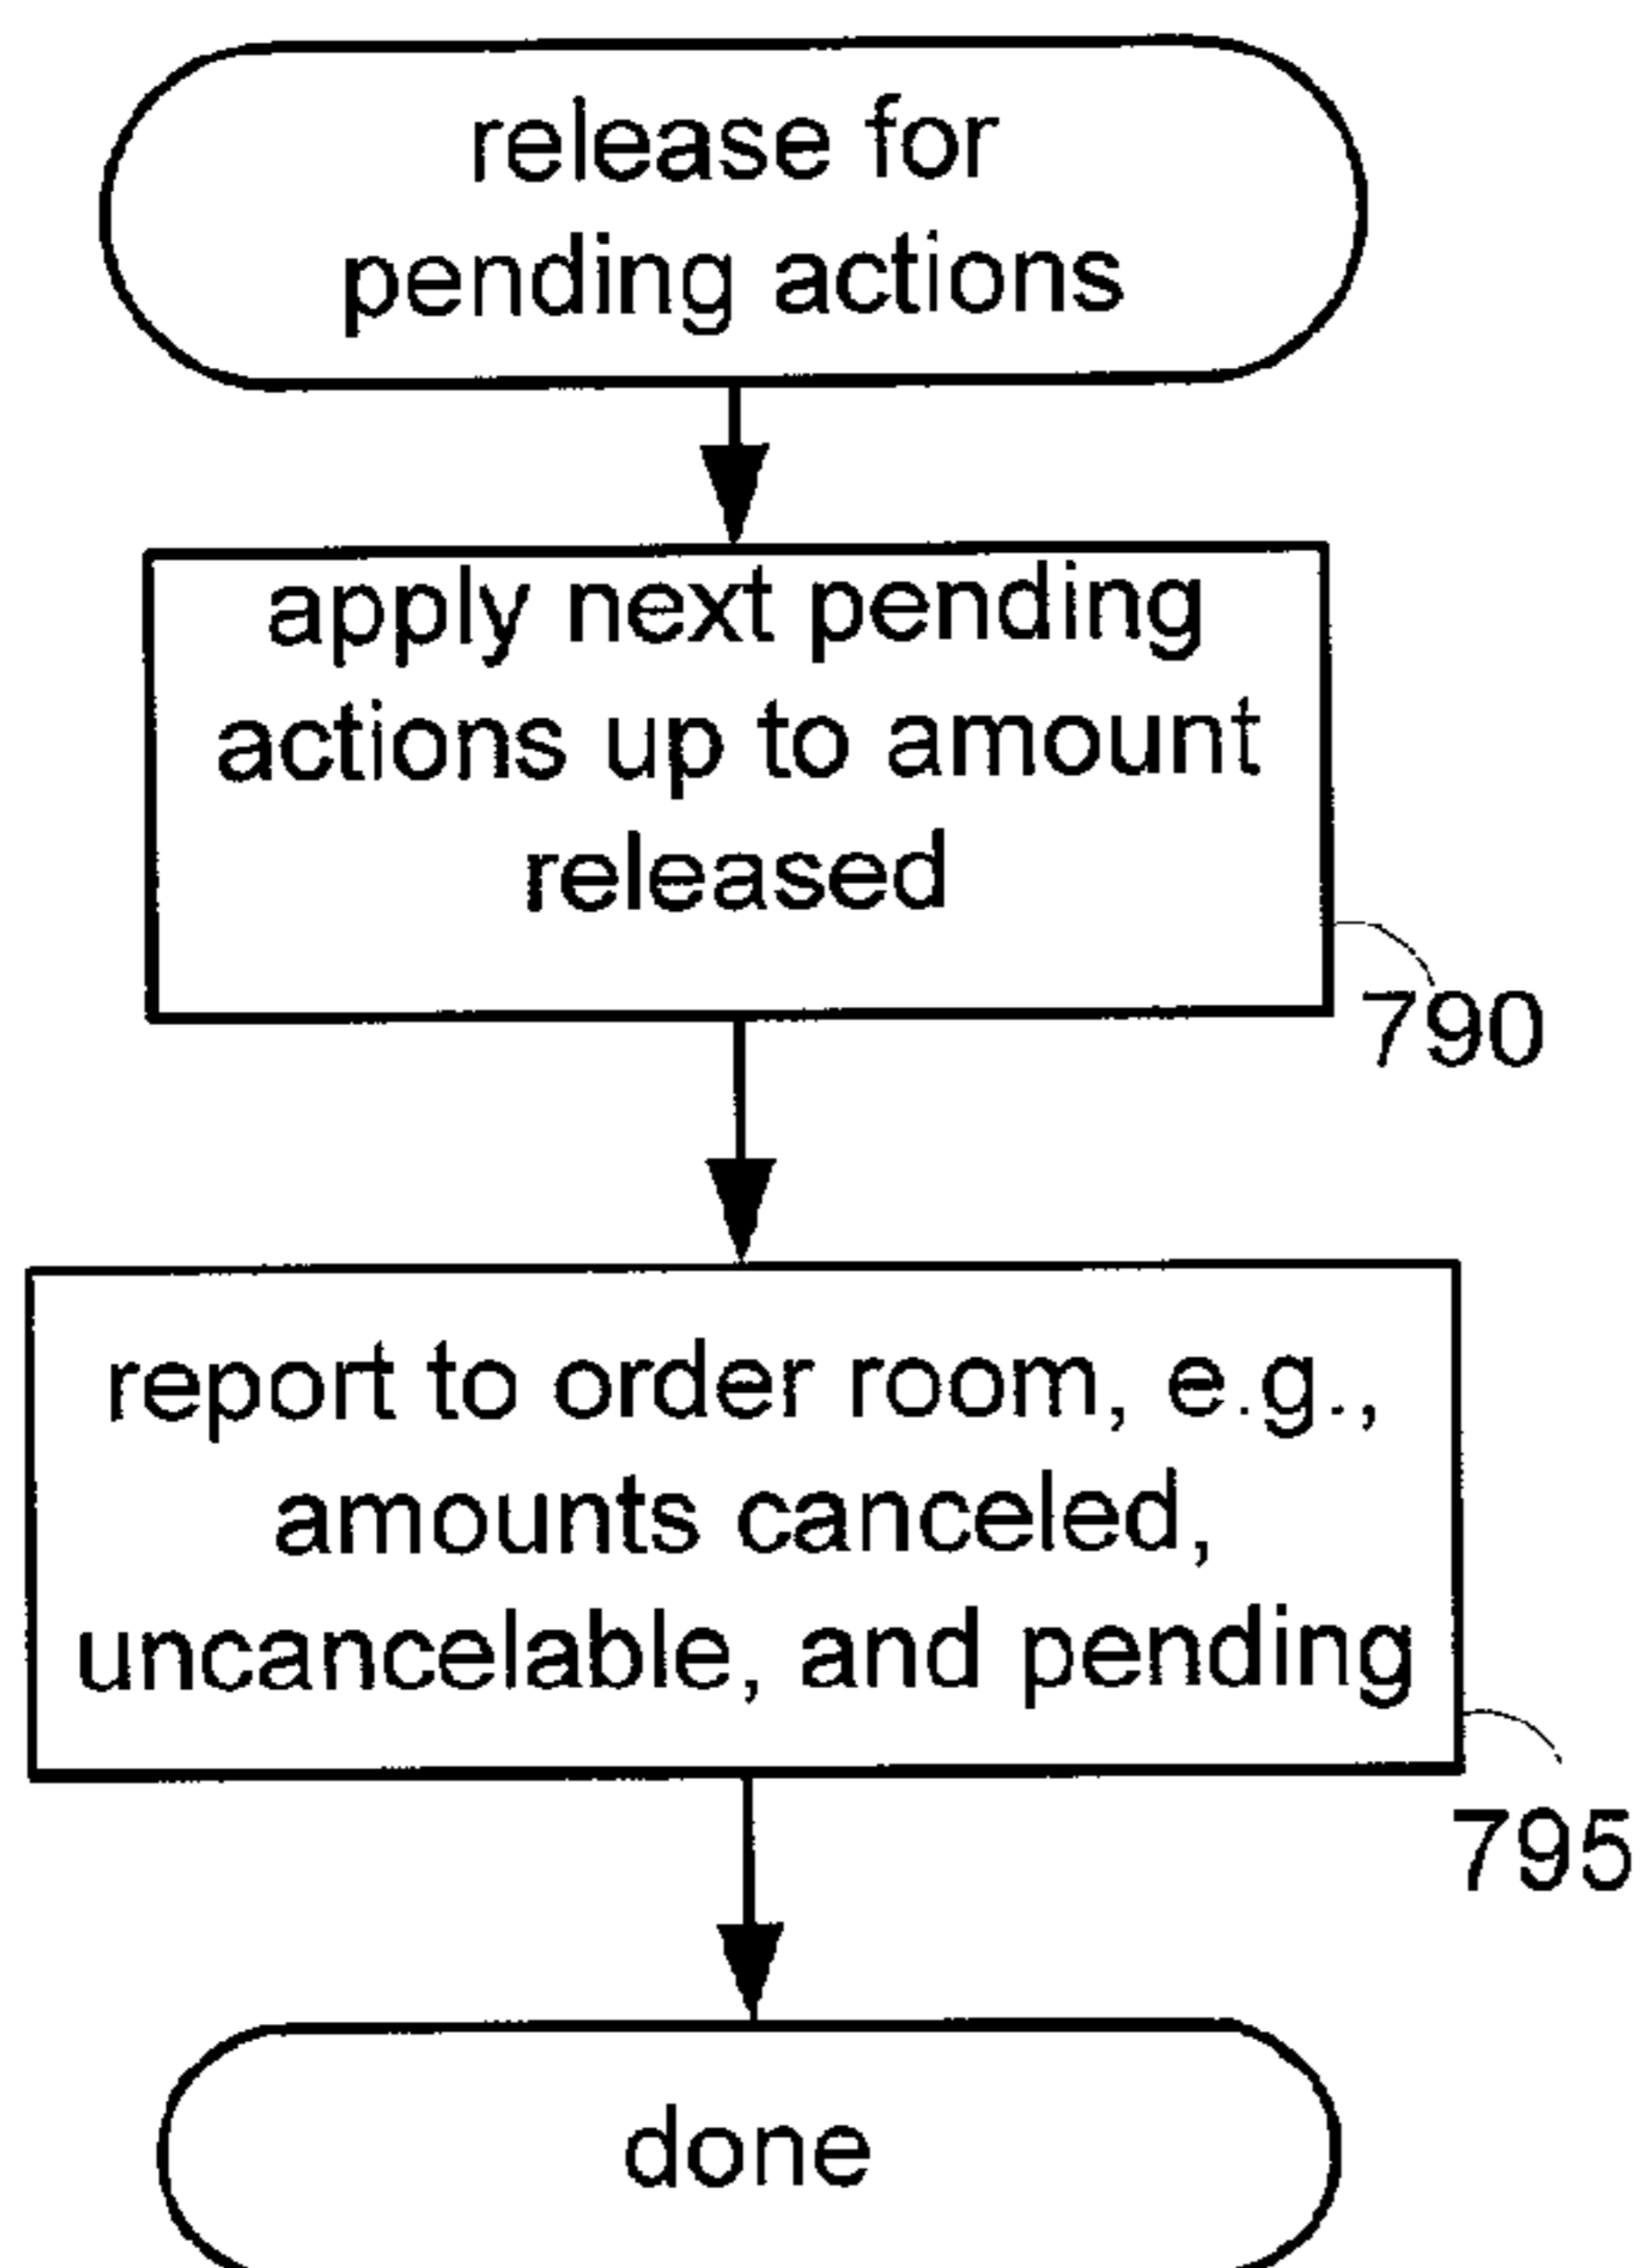 release for
pending actions
apply next pending
actions up to amount
released
790
report to order room, e.g.,
amounts canceled,
uncancelable, and pending
795
done